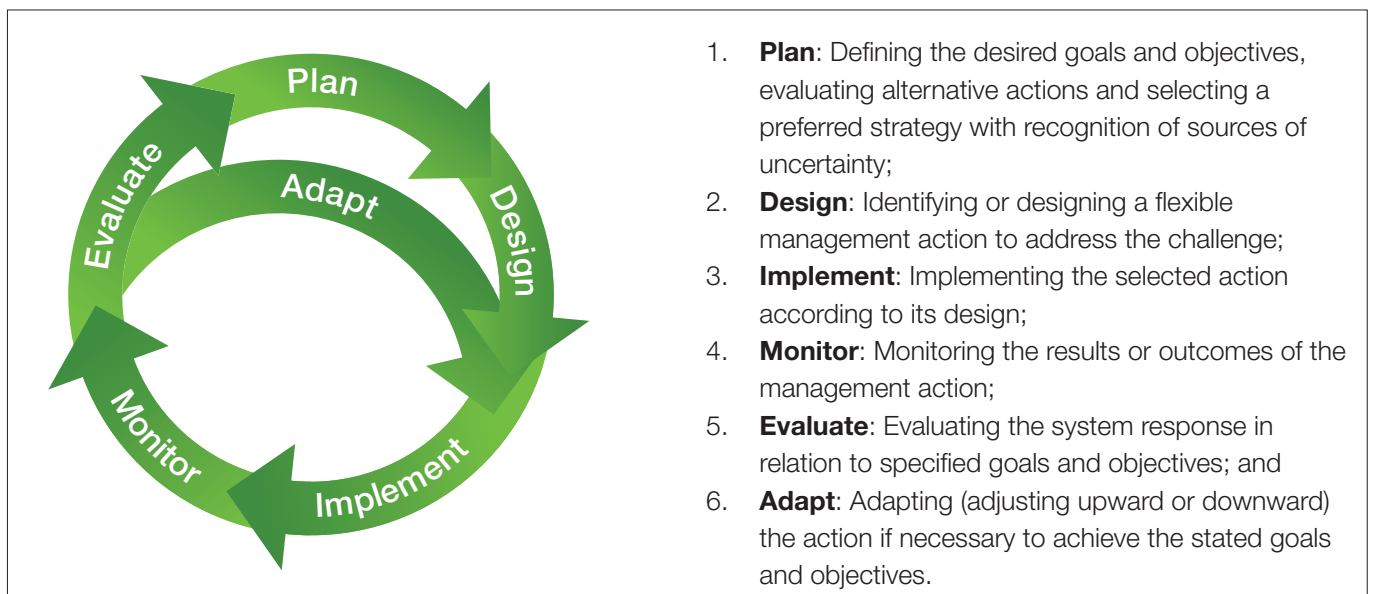 Plan
Design
Implement
Monitor
Evaluate
Adapt
1. Plan: Defining the desired goals and objectives,
evaluating alternative actions and selecting a
preferred strategy with recognition of sources of
uncertainty;
2. Design: Identifying or designing a flexible
management action to address the challenge;
3. Implement: Implementing the selected action
according to its design;
4. Monitor: Monitoring the results or outcomes of the
management action;
5. Evaluate: Evaluating the system response in
relation to specified goals and objectives; and
6. Adapt: Adapting (adjusting upward or downward)
the action if necessary to achieve the stated goals
and objectives.